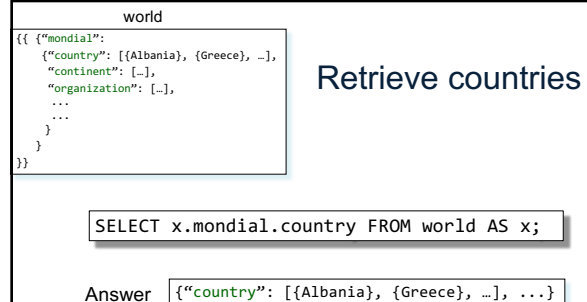 world
{{ {“mondial”:
{“country”: [{Albania}, {Greece}, …],
“continent”: […],
“organization”: […],
...
...
}
}
}}
Retrieve countries
SELECT x.mondial.country FROM world AS x;
Answer {“country”: [{Albania}, {Greece}, …], ...}